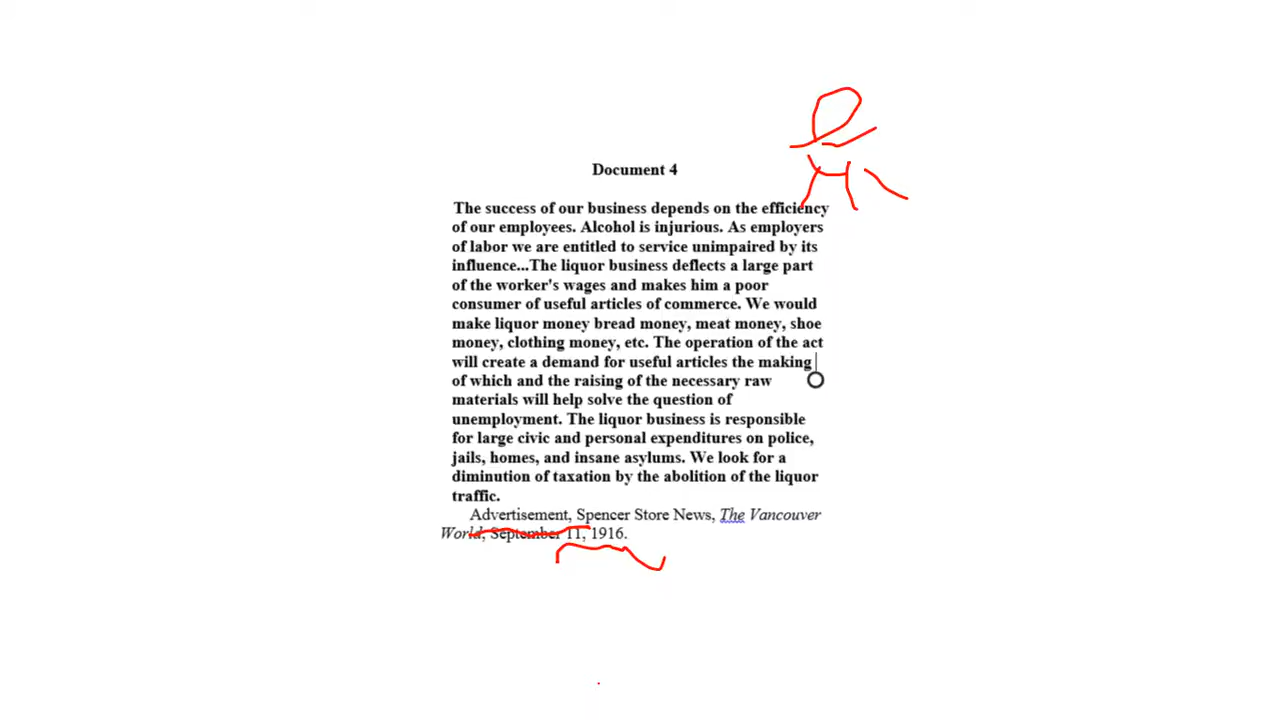 Document 4
The success of our business depends on the efficiency
of our employees. Alcohol is injurious. As employers
of labor we are entitled to service unimpaired by its
influence...The liquor business deflects a large part
of the worker's wages and makes him a poor
consumer of useful articles of commerce. We would
make liquor money bread money, meat money, shoe
money, clothing money, etc. The operation of the act
will create a demand for useful articles the making
of which and the raising of the necessary raw
materials will help solve the question of
unemployment. The liquor business is responsible
for large civic and personal expenditures on police,
jails, homes, and insane asylums. We look for a
diminution of taxation by the abolition of the liquor
traffic.
Advertisement, Spencer Store News, The Vancouver
World, September 11, 1916.